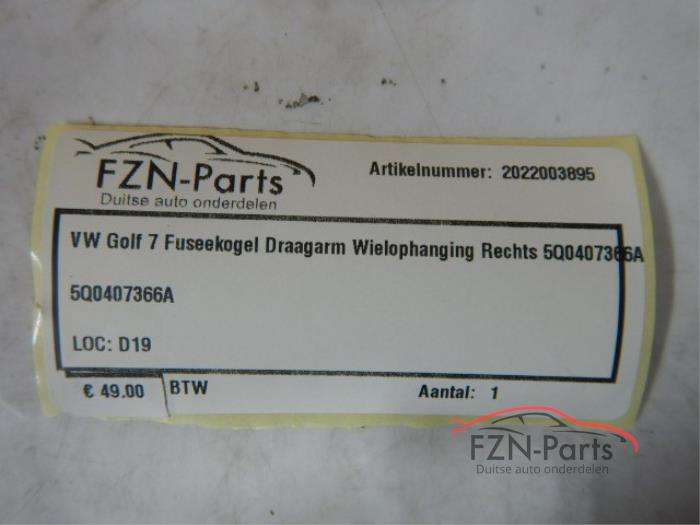 FZN-Parts
Duitse auto onderdelen
Artikelnummer: 2022003895
VW Golf 7 Fuseekogel Draagarm Wielophanging Rechts 5Q0407366A
5Q0407366A
LOC: D19
€ 49.00 BTW Aantal: 1
FZN-Parts
Duitse auto onderdelen